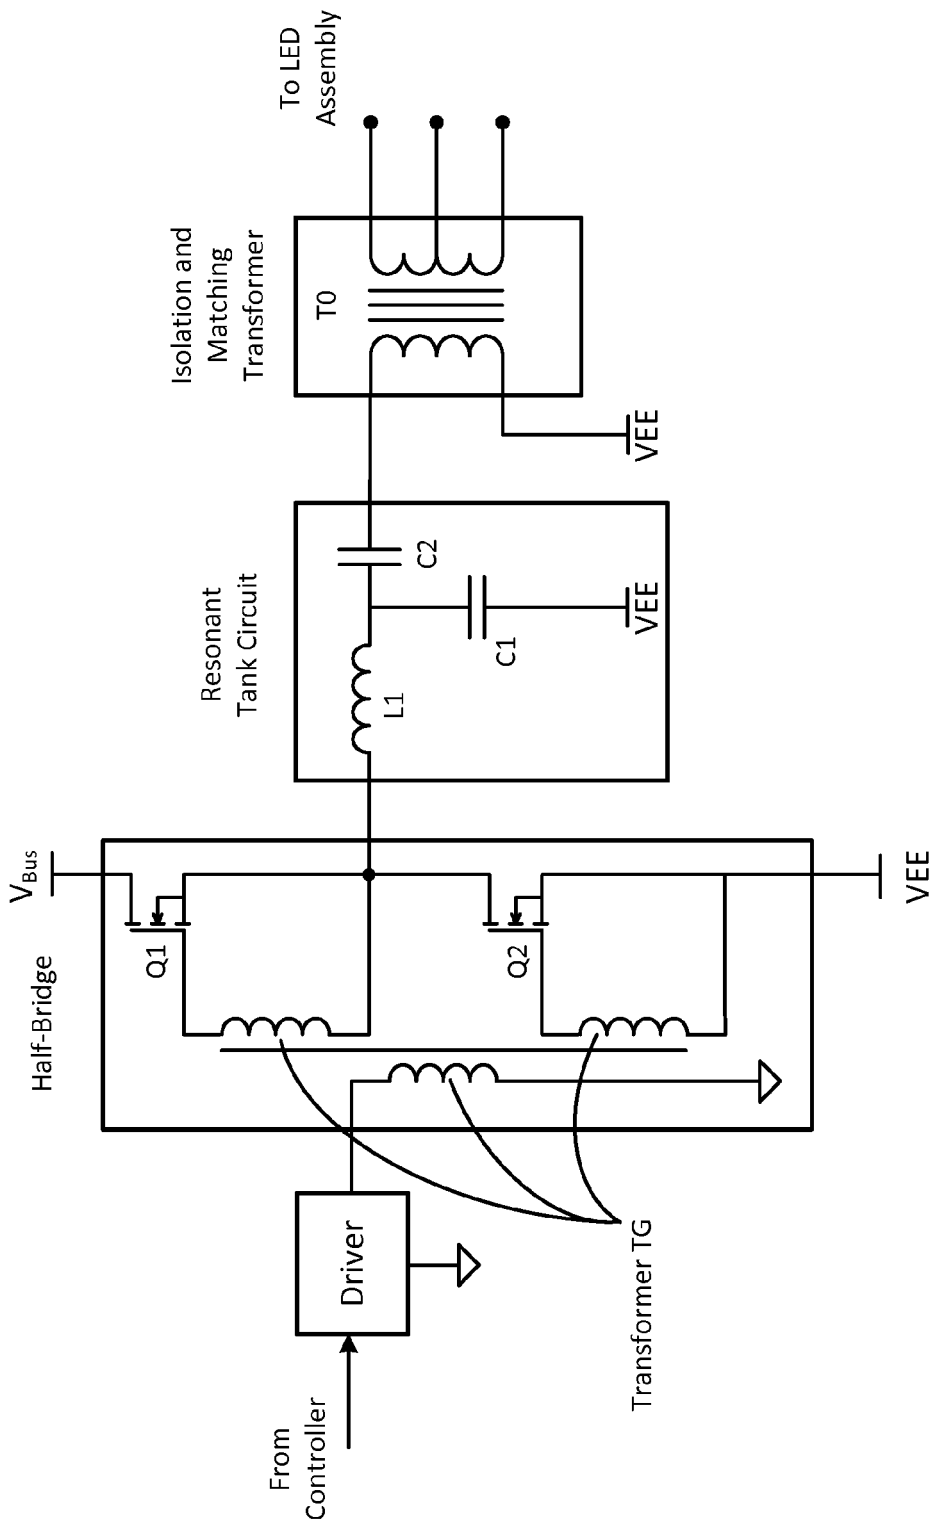 From
Controller
Driver
Transformer TG
Half-Bridge
V_Bus
Q1
Q2
VEE
Resonant
Tank Circuit
L1
C1
C2
VEE
Isolation and
Matching
Transformer
T0
VEE
To LED
Assembly